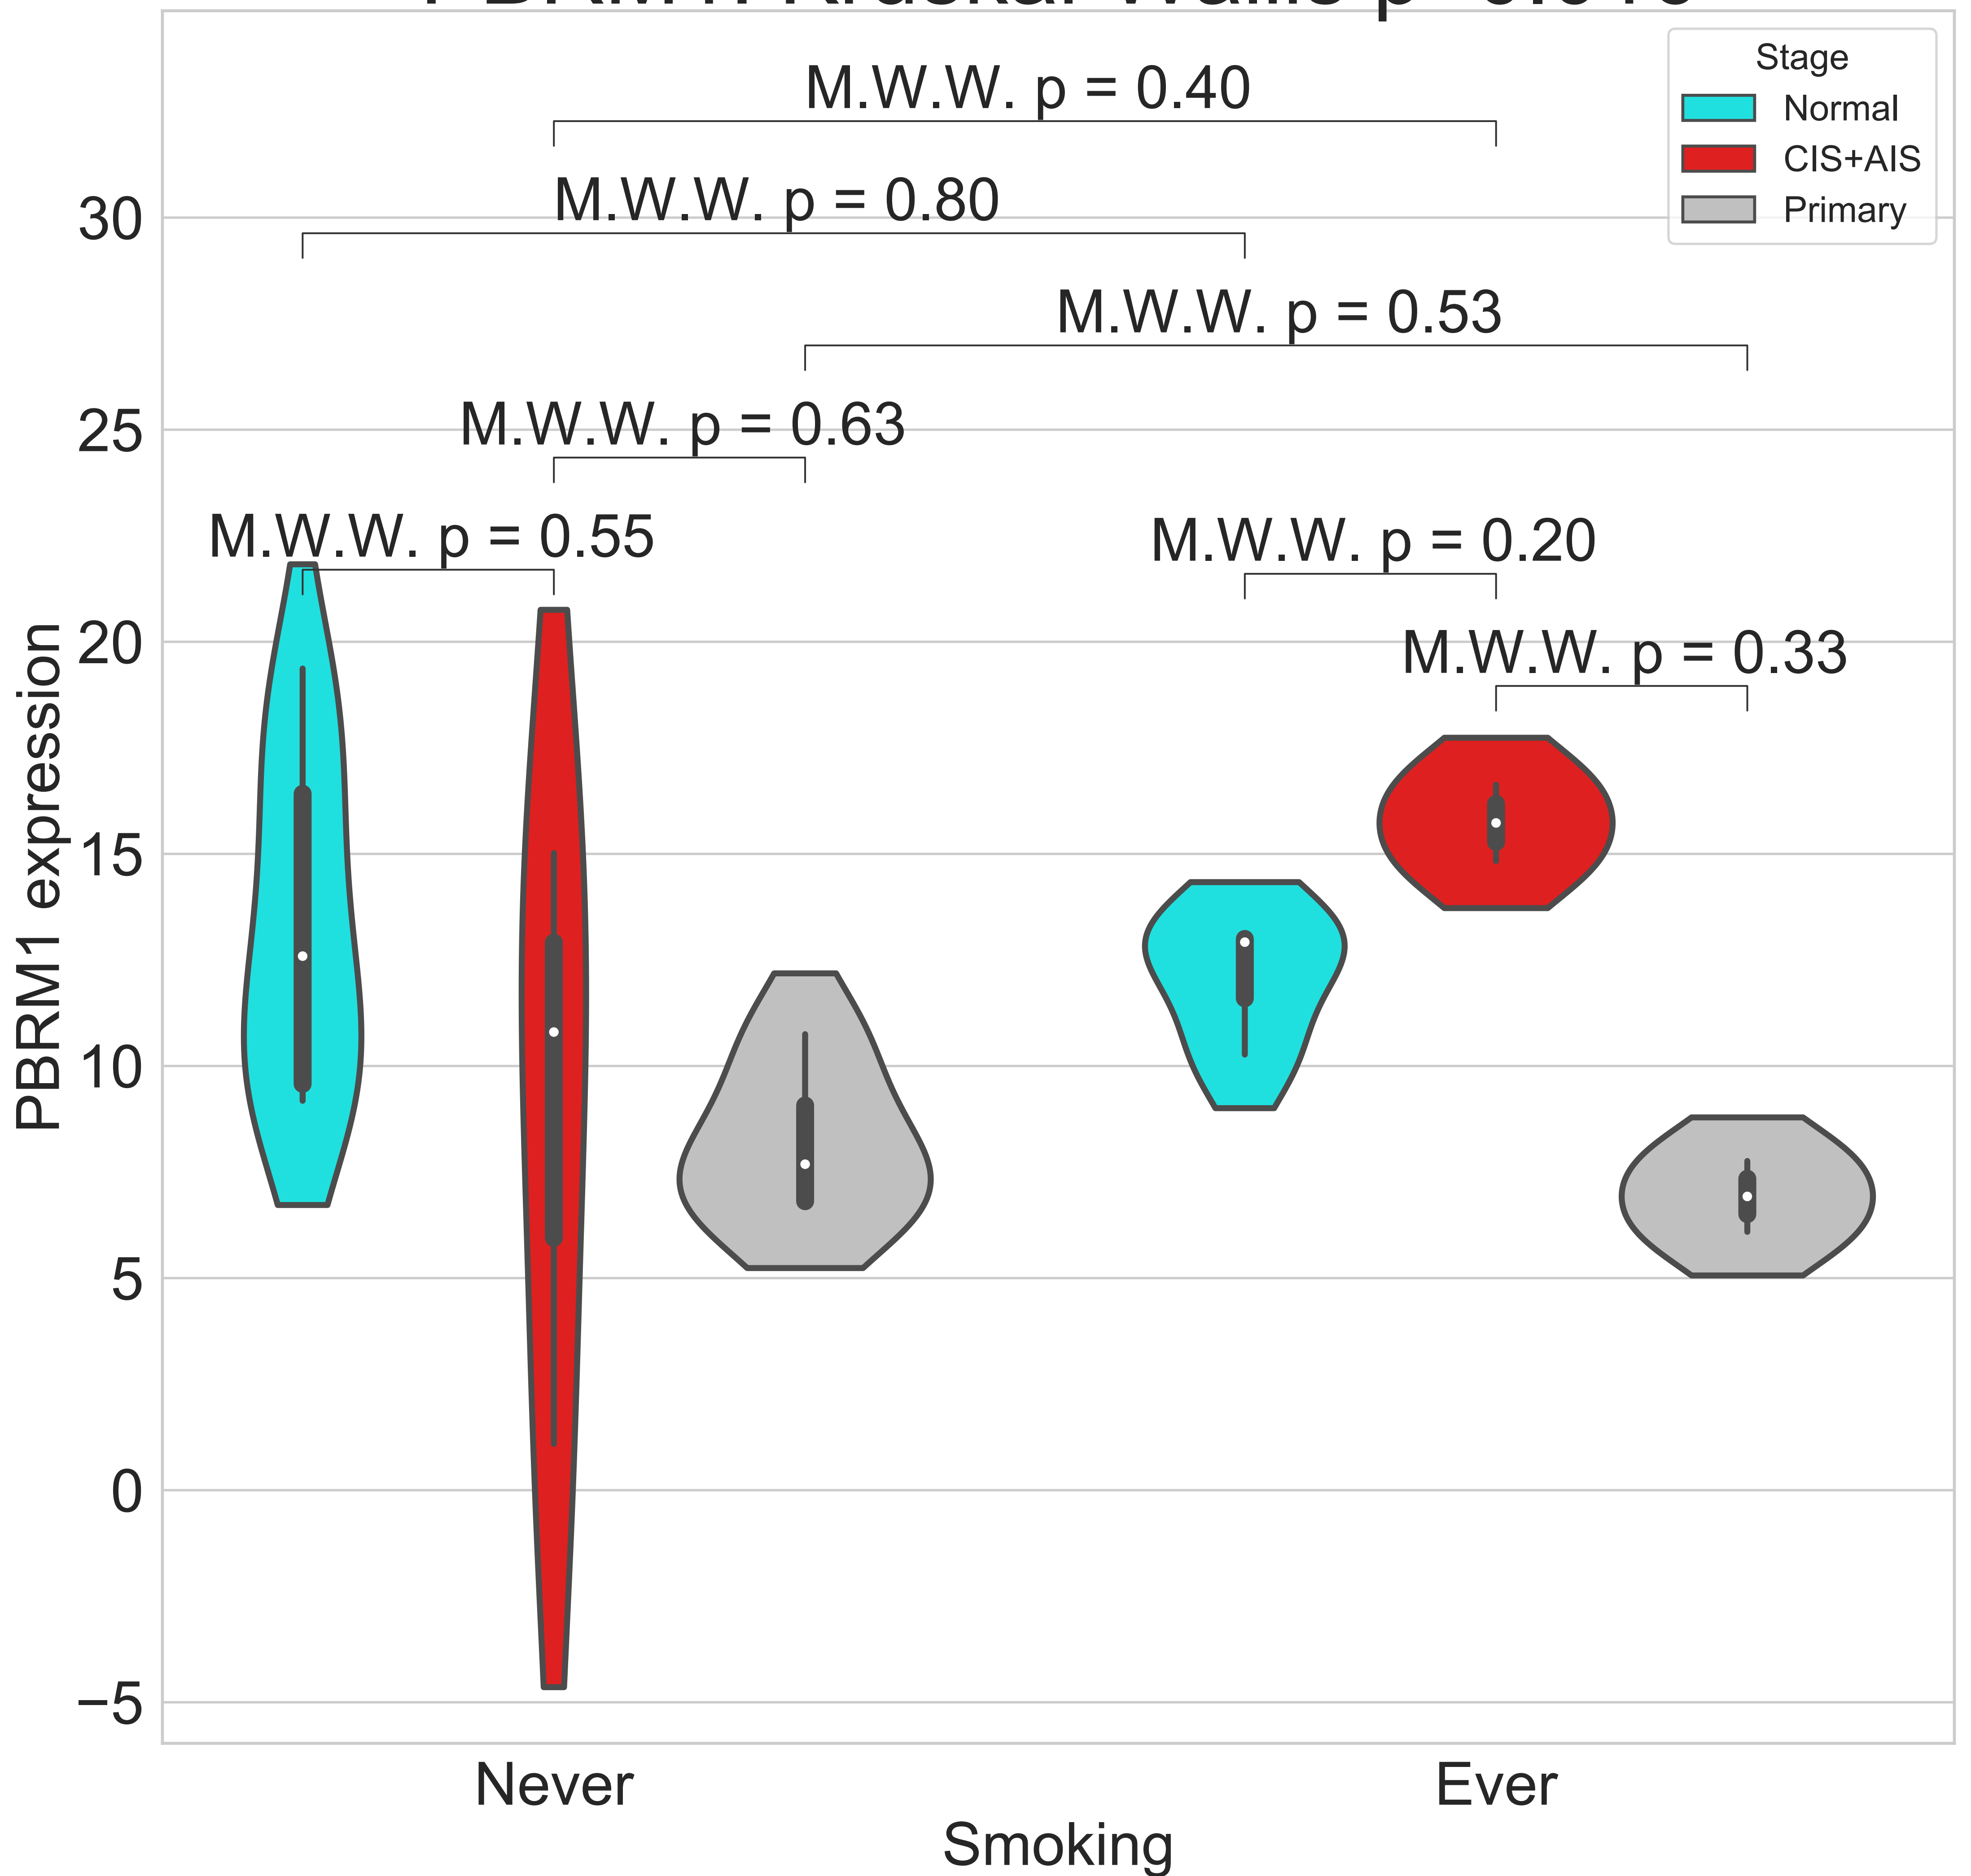 Stage
Normal
CIS+AIS
Primary
M.W.W. p = 0.40
M.W.W. p = 0.80
M.W.W. p = 0.53
M.W.W. p = 0.63
M.W.W. p = 0.55
M.W.W. p = 0.20
M.W.W. p = 0.33
PBRM1 expression
30
25
20
15
10
5
0
−5
Never
Ever
Smoking